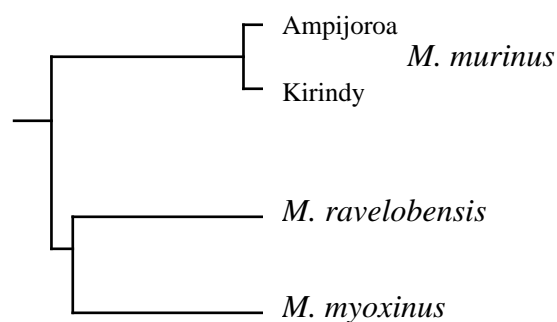 Ampijoroa
M. murinus
Kirindy
M. ravelobensis
M. myoxinus